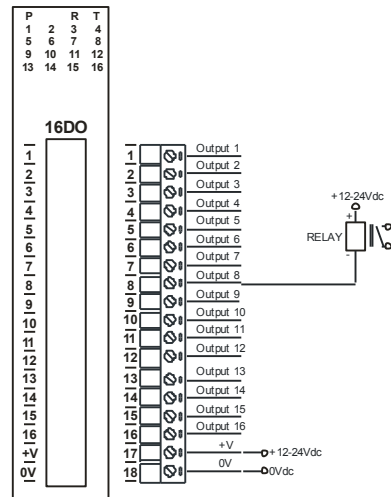 P R T
1 2 3 4
5 6 7 8
9 10 11 12
13 14 15 16
16DO
1 1 Output 1
2 2 Output 2
3 3 Output 3
4 4 Output 4
5 5 Output 5
6 6 Output 6
7 7 Output 7
8 8 Output 8
9 9 Output 9
10 10 Output 10
11 11 Output 11
12 12 Output 12
13 13 Output 13
14 14 Output 14
15 15 Output 15
16 16 Output 16
+V 17 +V +12-24Vdc
0V 18 0V 0Vdc
+12-24Vdc
+
RELAY
-